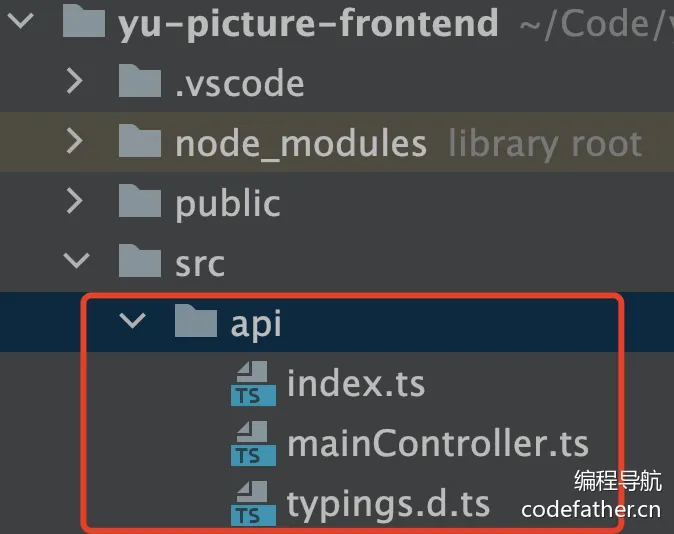 yu-picture-frontend ~/Code/y
.vscode
node_modules library root
public
src
api
TS index.ts
TS mainController.ts
TS typings.d.ts
编程导航
codefather.cn